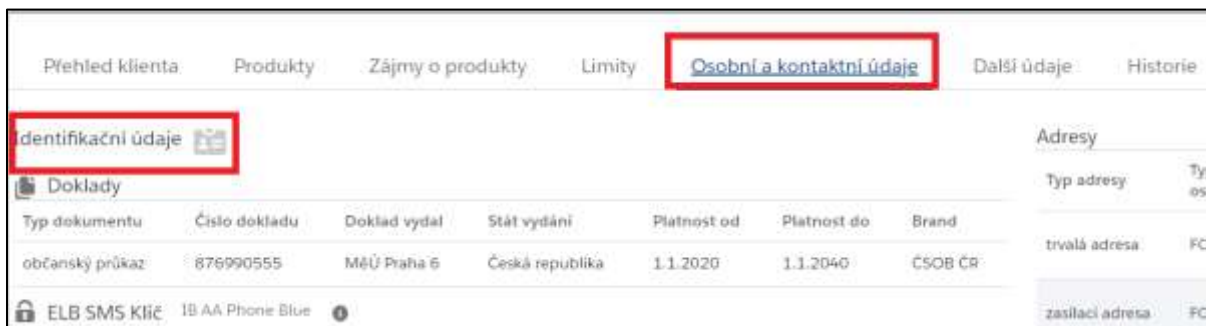 Přehled klienta Produkty Zájmy o produkty Limity Osobní a kontaktní údaje Další údaje Historie
Identifikační údaje
Doklady
Typ dokumentu Číslo dokladu Doklad vydal Stát vydání Platnost od Platnost do Brand
občanský průkaz 876990555 MěÚ Praha 6 Česká republika 1.1.2020 1.1.2040 ČSOB ČR
ELB SMS Klíč IB AA Phone Blue
Adresy
Typ adresy
trvalá adresa FO
zasílací adresa FO